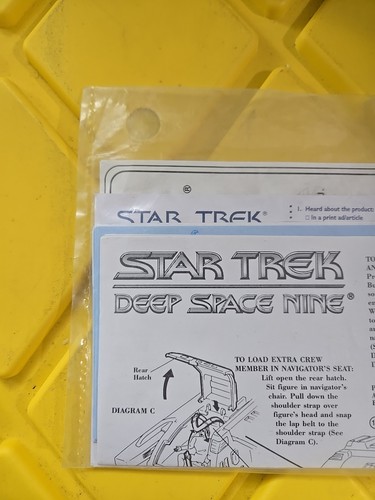 ®
STAR TREK®
1. Heard about the product:
☐ In a print ad/article
STAR TREK
DEEP SPACE NINE®
TO LOAD EXTRA CREW
MEMBER IN NAVIGATOR'S SEAT:
Lift open the rear hatch.
Sit figure in navigator's
chair. Pull down the
shoulder strap over
figure's head and snap
the lap belt to the
shoulder strap (See
Diagram C).
Rear
Hatch
DIAGRAM C